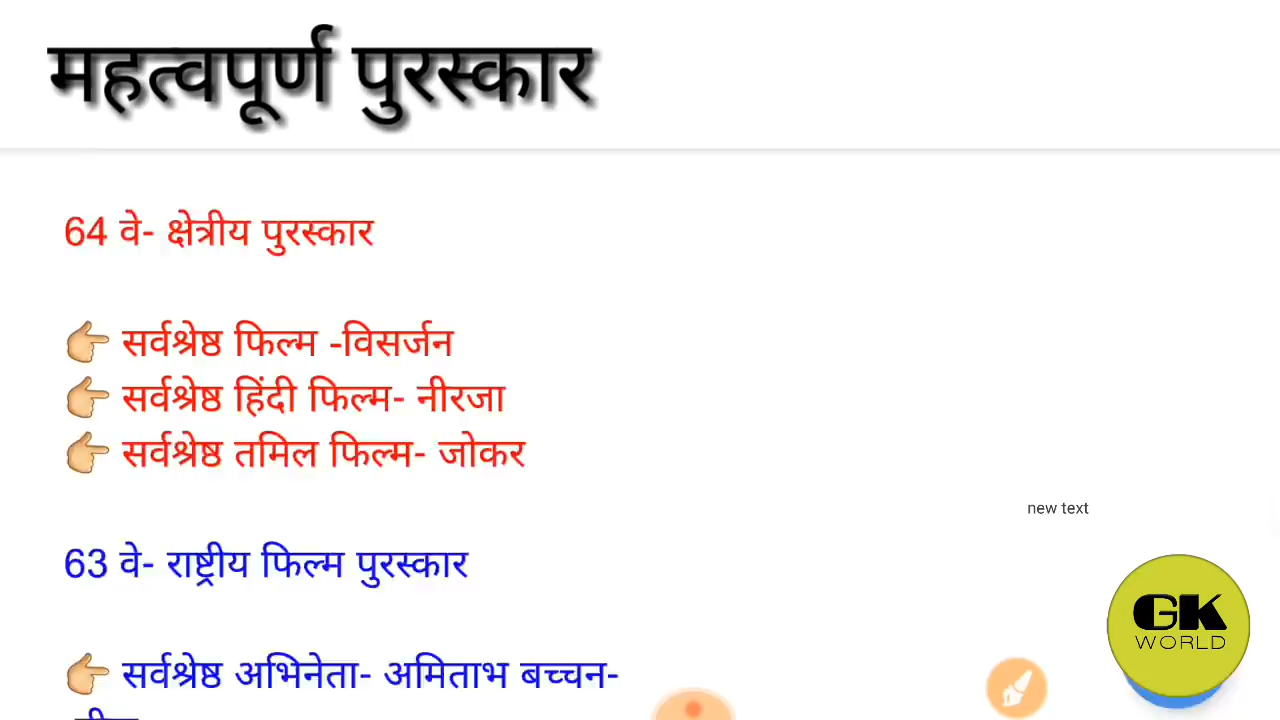 महत्वपूर्ण पुरस्कार
64 वे- क्षेत्रीय पुरस्कार
👉 सर्वश्रेष्ठ फिल्म -विसर्जन
👉 सर्वश्रेष्ठ हिंदी फिल्म- नीरजा
👉 सर्वश्रेष्ठ तमिल फिल्म- जोकर
new text
63 वे- राष्ट्रीय फिल्म पुरस्कार
GK
WORLD
👉 सर्वश्रेष्ठ अभिनेता- अमिताभ बच्चन-